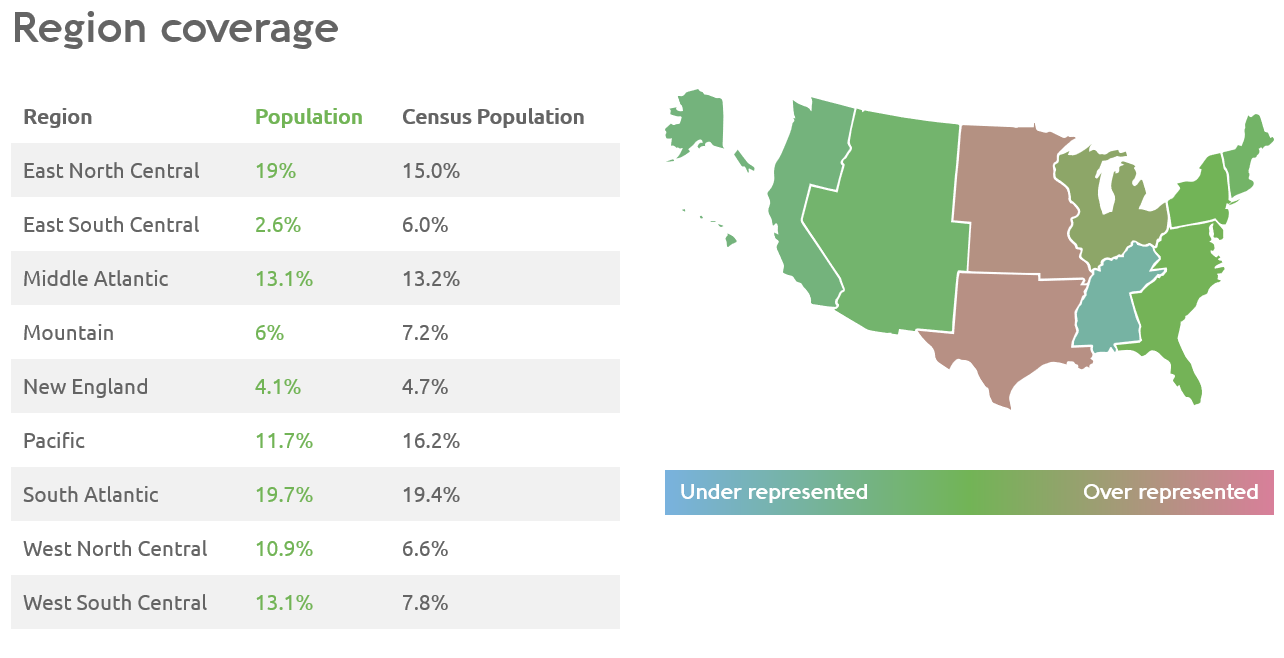 Region coverage
Region Population Census Population
East North Central 19% 15.0%
East South Central 2.6% 6.0%
Middle Atlantic 13.1% 13.2%
Mountain 6% 7.2%
New England 4.1% 4.7%
Pacific 11.7% 16.2%
South Atlantic 19.7% 19.4%
West North Central 10.9% 6.6%
West South Central 13.1% 7.8%
Under represented Over represented